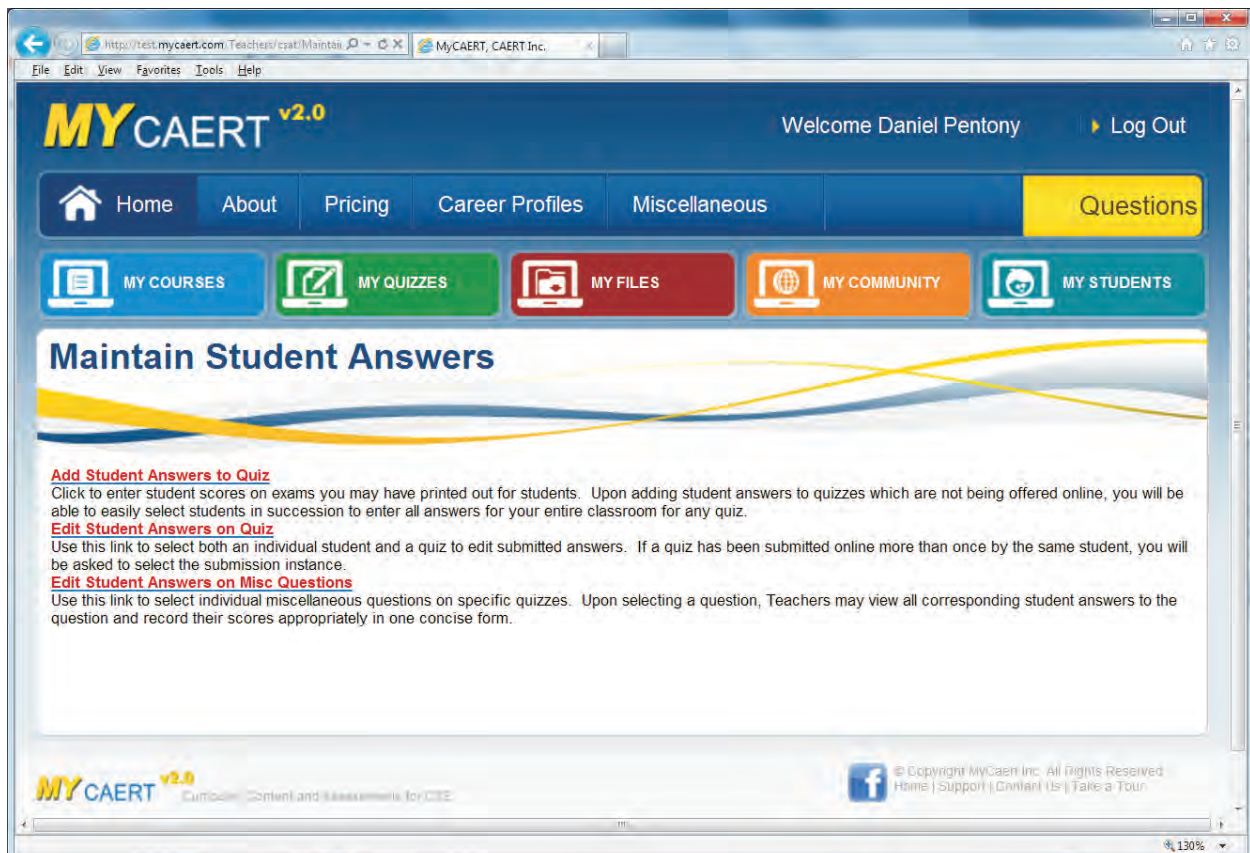 http://test.mycaert.com/Teachers/csat/Maintai
MyCAERT, CAERT Inc.
File Edit View Favorites Tools Help
MYCAERT v2.0
Welcome Daniel Pentony
Log Out
Home About Pricing Career Profiles Miscellaneous Questions
MY COURSES MY QUIZZES MY FILES MY COMMUNITY MY STUDENTS
Maintain Student Answers
Add Student Answers to Quiz
Click to enter student scores on exams you may have printed out for students. Upon adding student answers to quizzes which are not being offered online, you will be
able to easily select students in succession to enter all answers for your entire classroom for any quiz.
Edit Student Answers on Quiz
Use this link to select both an individual student and a quiz to edit submitted answers. If a quiz has been submitted online more than once by the same student, you will
be asked to select the submission instance.
Edit Student Answers on Misc Questions
Use this link to select individual miscellaneous questions on specific quizzes. Upon selecting a question, Teachers may view all corresponding student answers to the
question and record their scores appropriately in one concise form.
MYCAERT v2.0
Content and Assessments for CTE
© Copyright MyCaert Inc. All Rights Reserved
Home | Support | Contact Us | Take a Tour
130%